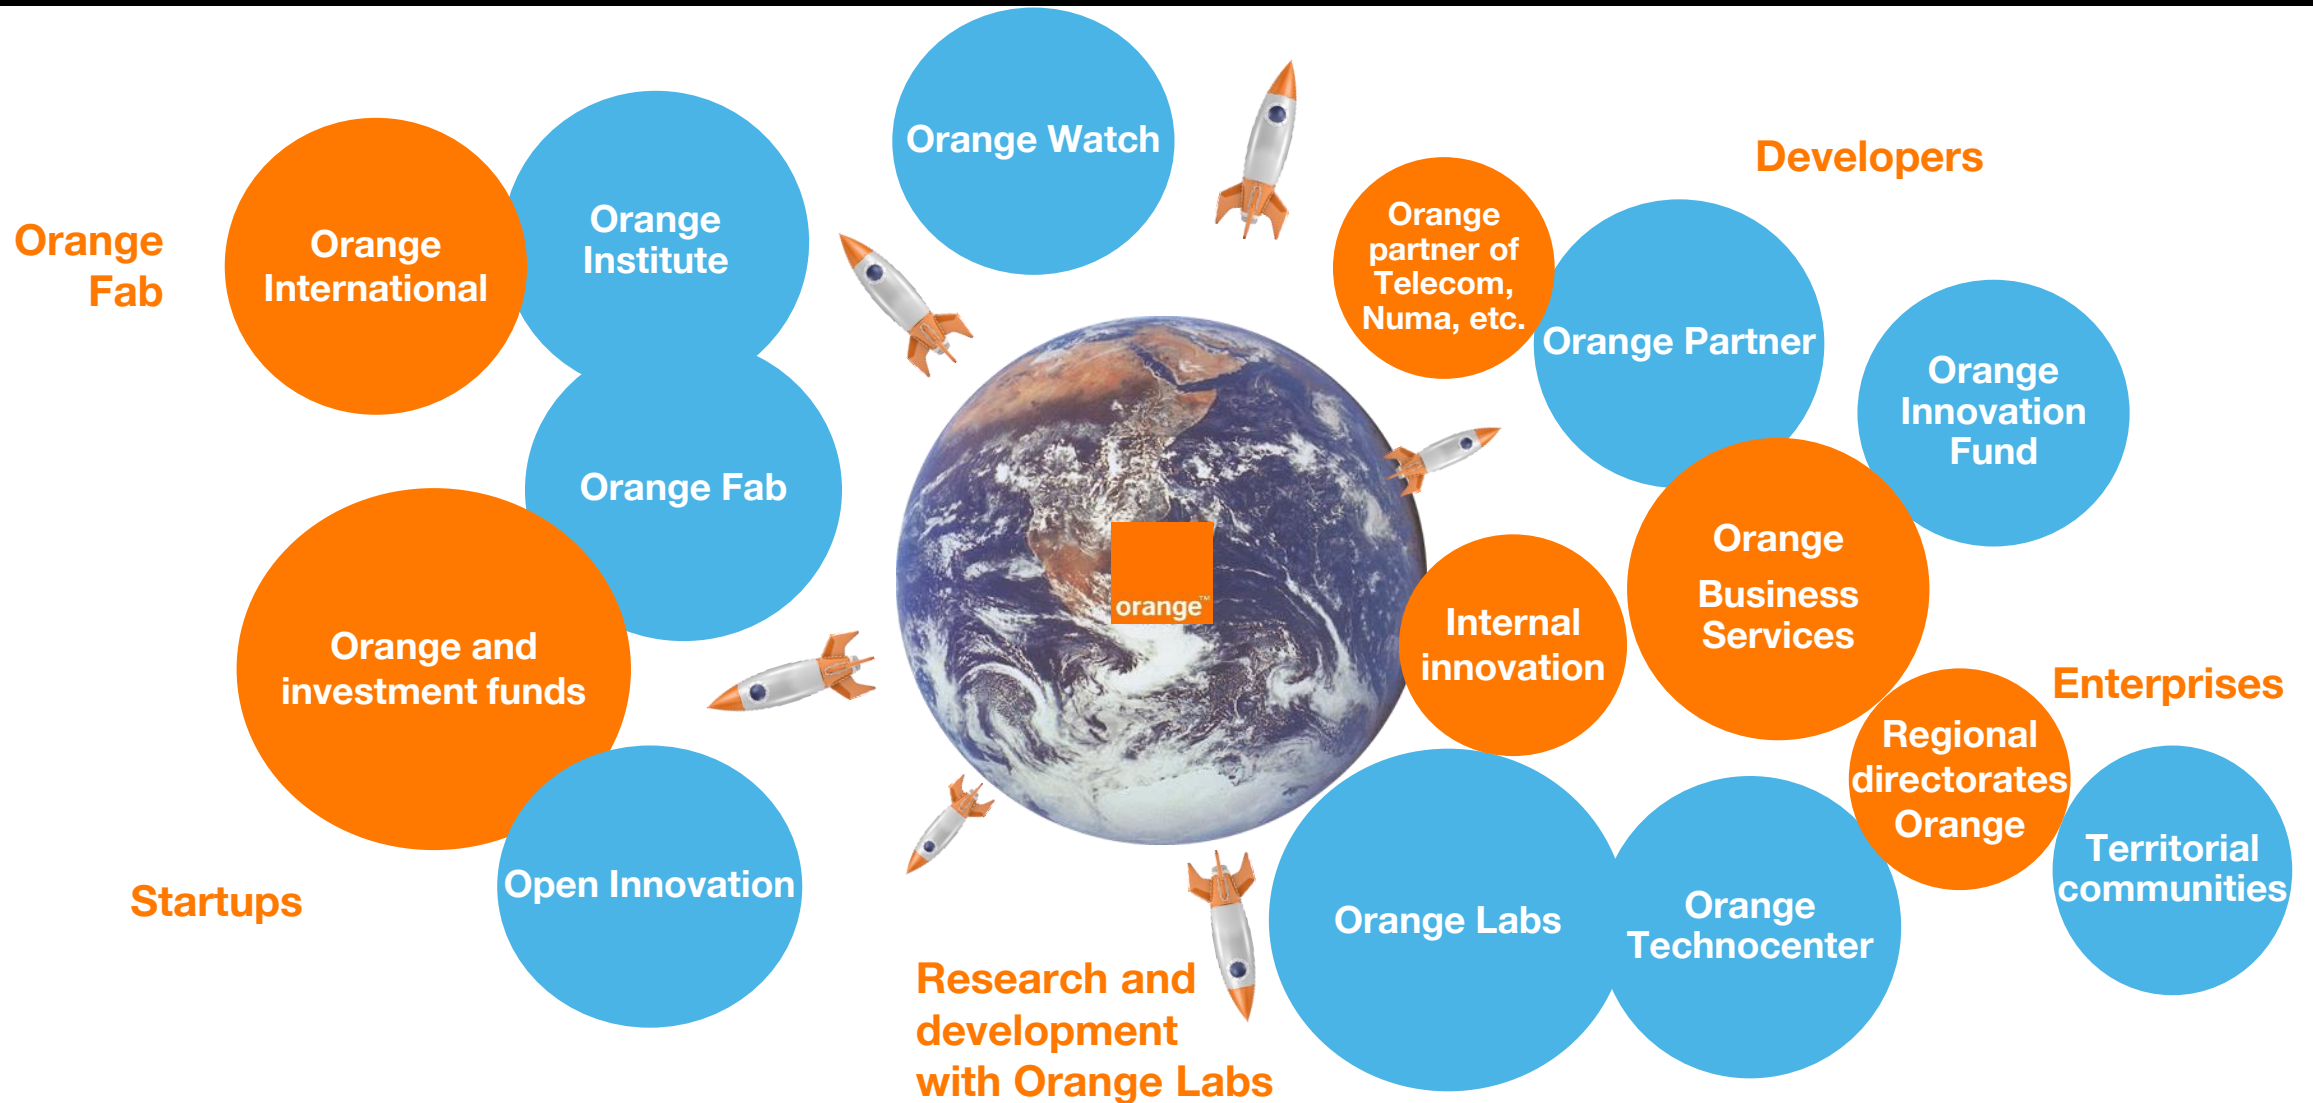 Orange Watch
Developers
Orange
Fab
Orange
International
Orange
Institute
Orange
partner of
Telecom,
Numa, etc.
Orange Partner
Orange
Innovation
Fund
Orange Fab
Orange
Business
Services
orange™
Internal
innovation
Orange and
investment funds
Enterprises
Regional
directorates
Orange
Territorial
communities
Startups
Open Innovation
Orange Labs
Orange
Technocenter
Research and
development
with Orange Labs